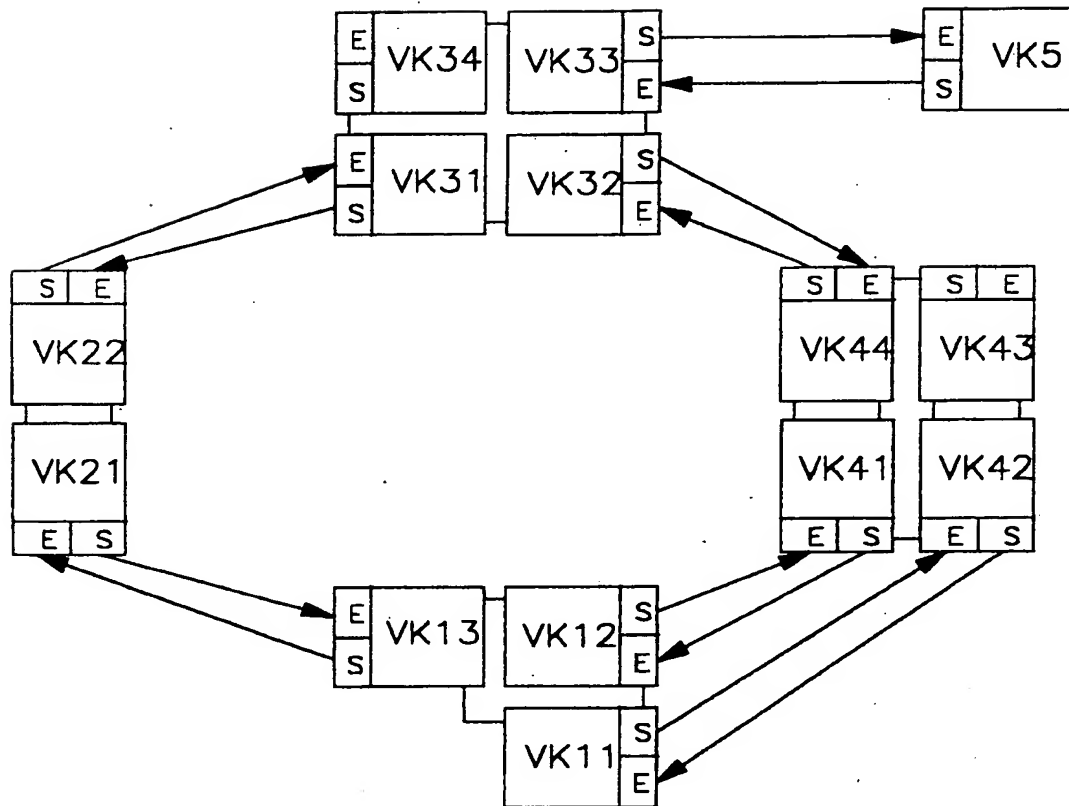 E VK34 VK33 S E VK5
S E S
E VK31 VK32 S
S E
S E S E S E
VK22 VK44 VK43
VK21 VK41 VK42
E S E S E S
E VK13 VK12 S
S E
VK11 S
E